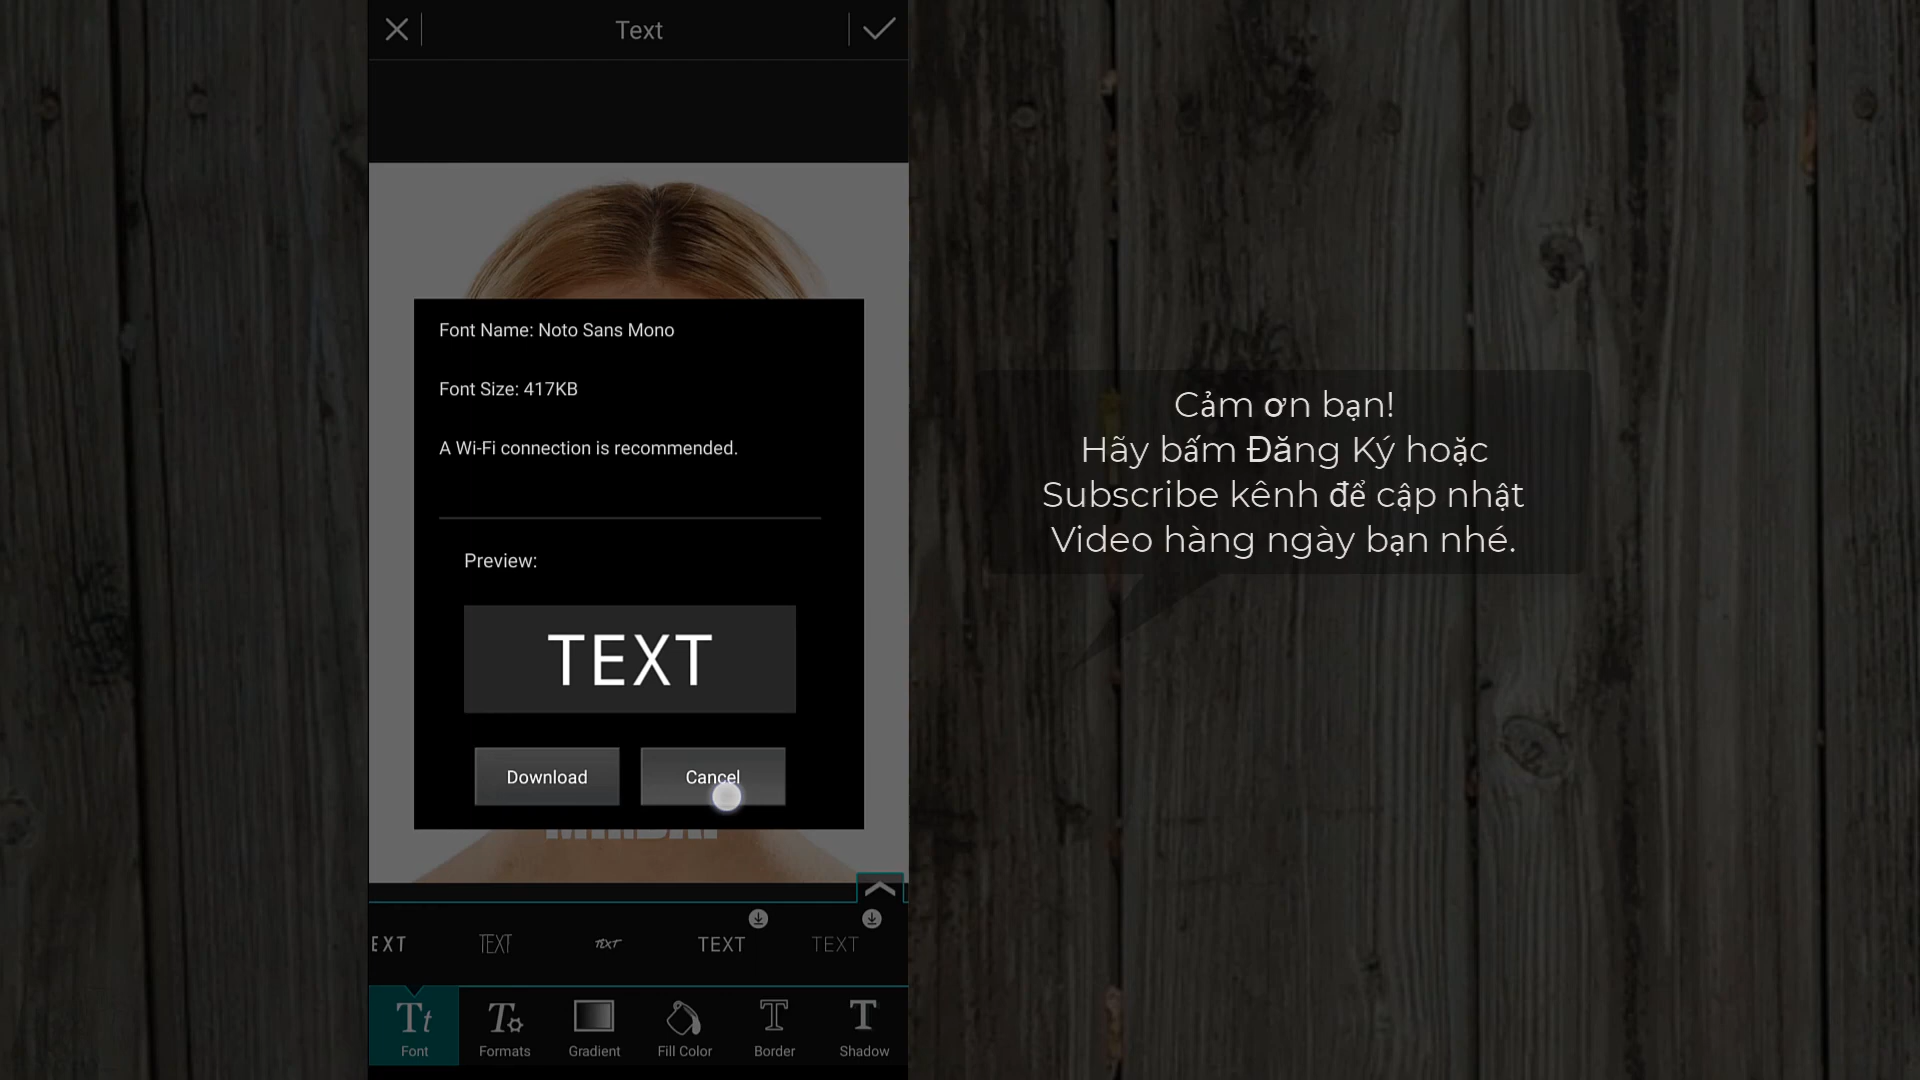 Text
Font Name: Noto Sans Mono
Font Size: 417KB
A Wi-Fi connection is recommended.
Preview:
TEXT
Download
Cancel
EXT
TEXT
TEXT
TEXT
TEXT
Font
Formats
Gradient
Fill Color
Border
Shadow
Cảm ơn bạn!
Hãy bấm Đăng Ký hoặc
Subscribe kênh để cập nhật
Video hàng ngày bạn nhé.